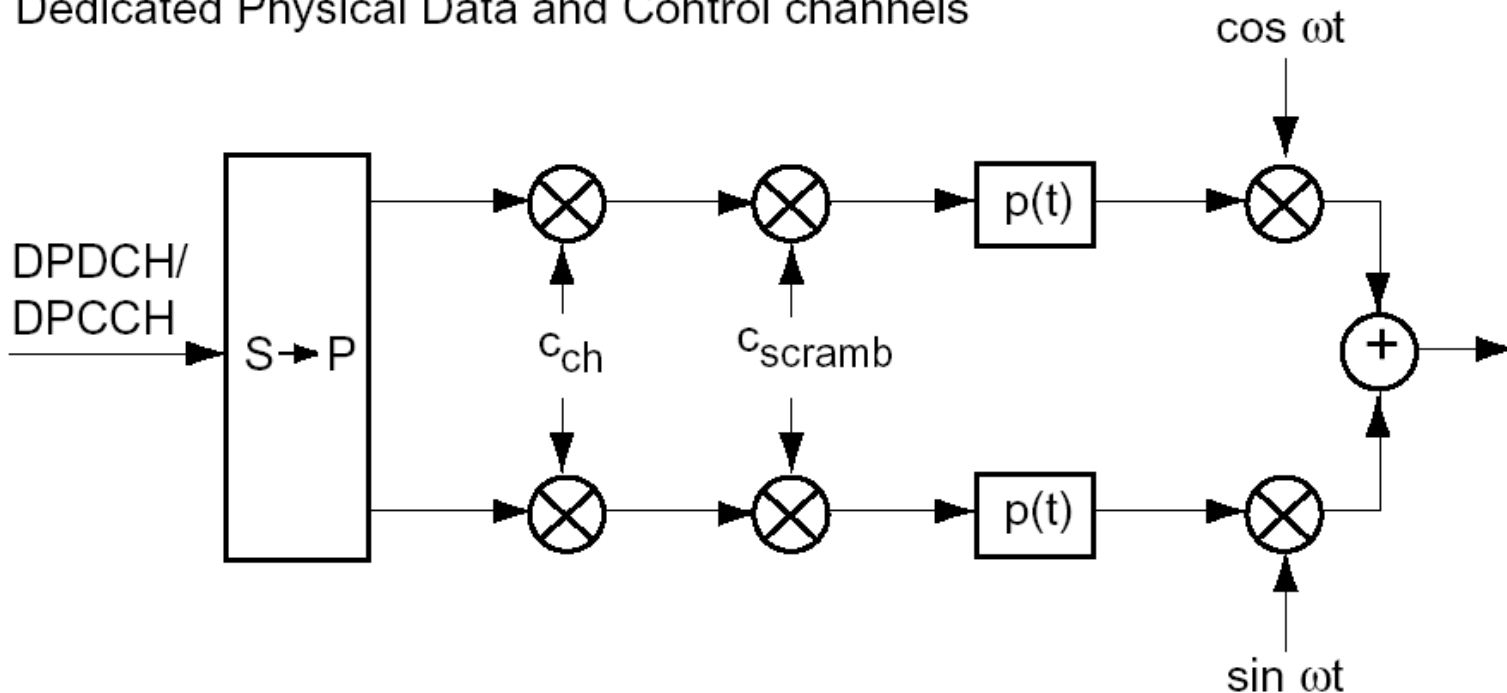 Dedicated Physical Data and Control channels
cos ωt
p(t)
DPDCH/
DPCCH
S P
c_ch
c_scramb
+
p(t)
sin ωt